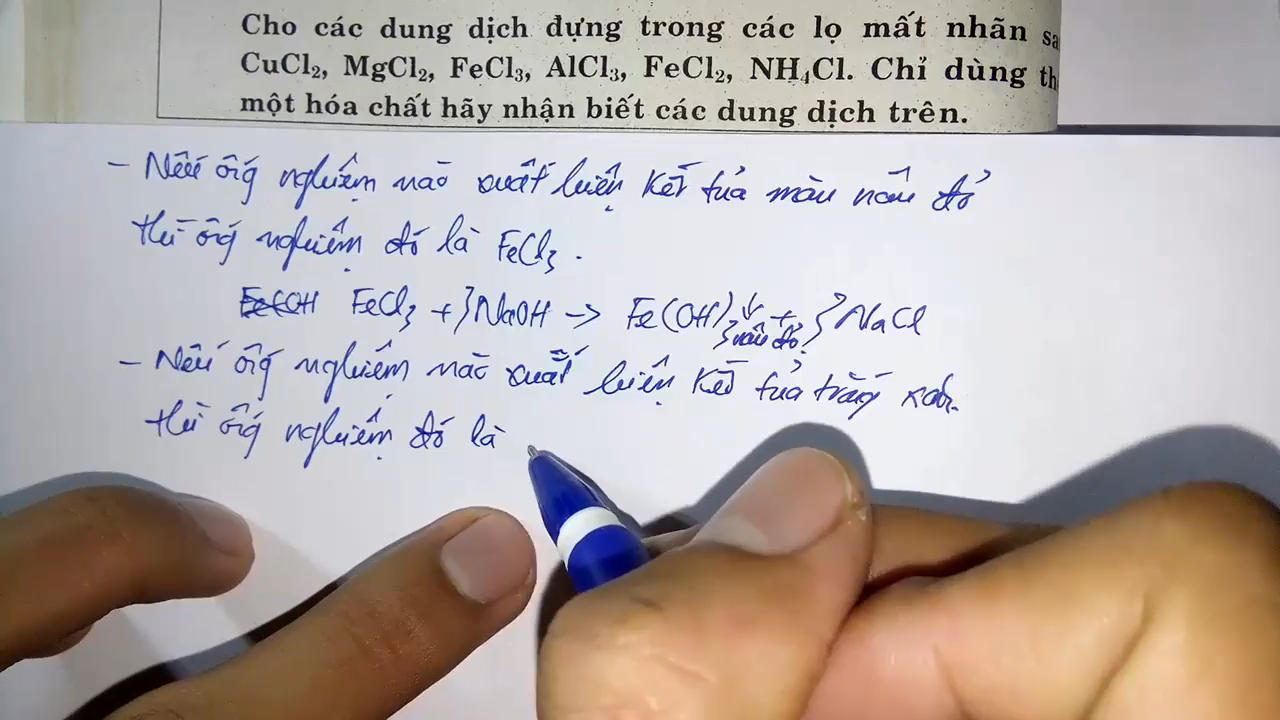 Cho các dung dịch đựng trong các lọ mất nhãn sa
CuCl₂, MgCl₂, FeCl₃, AlCl₃, FeCl₂, NH₄Cl. Chỉ dùng th
một hóa chất hãy nhận biết các dung dịch trên.
- Nếu ống nghiệm nào xuất hiện kết tủa màu nâu đỏ
thì ống nghiệm đó là FeCl₃.
FeCl₃ + 3NaOH -> Fe(OH)₃↓ + 3NaCl
nâu đỏ
- Nếu ống nghiệm nào xuất hiện kết tủa trắng xanh
thì ống nghiệm đó là